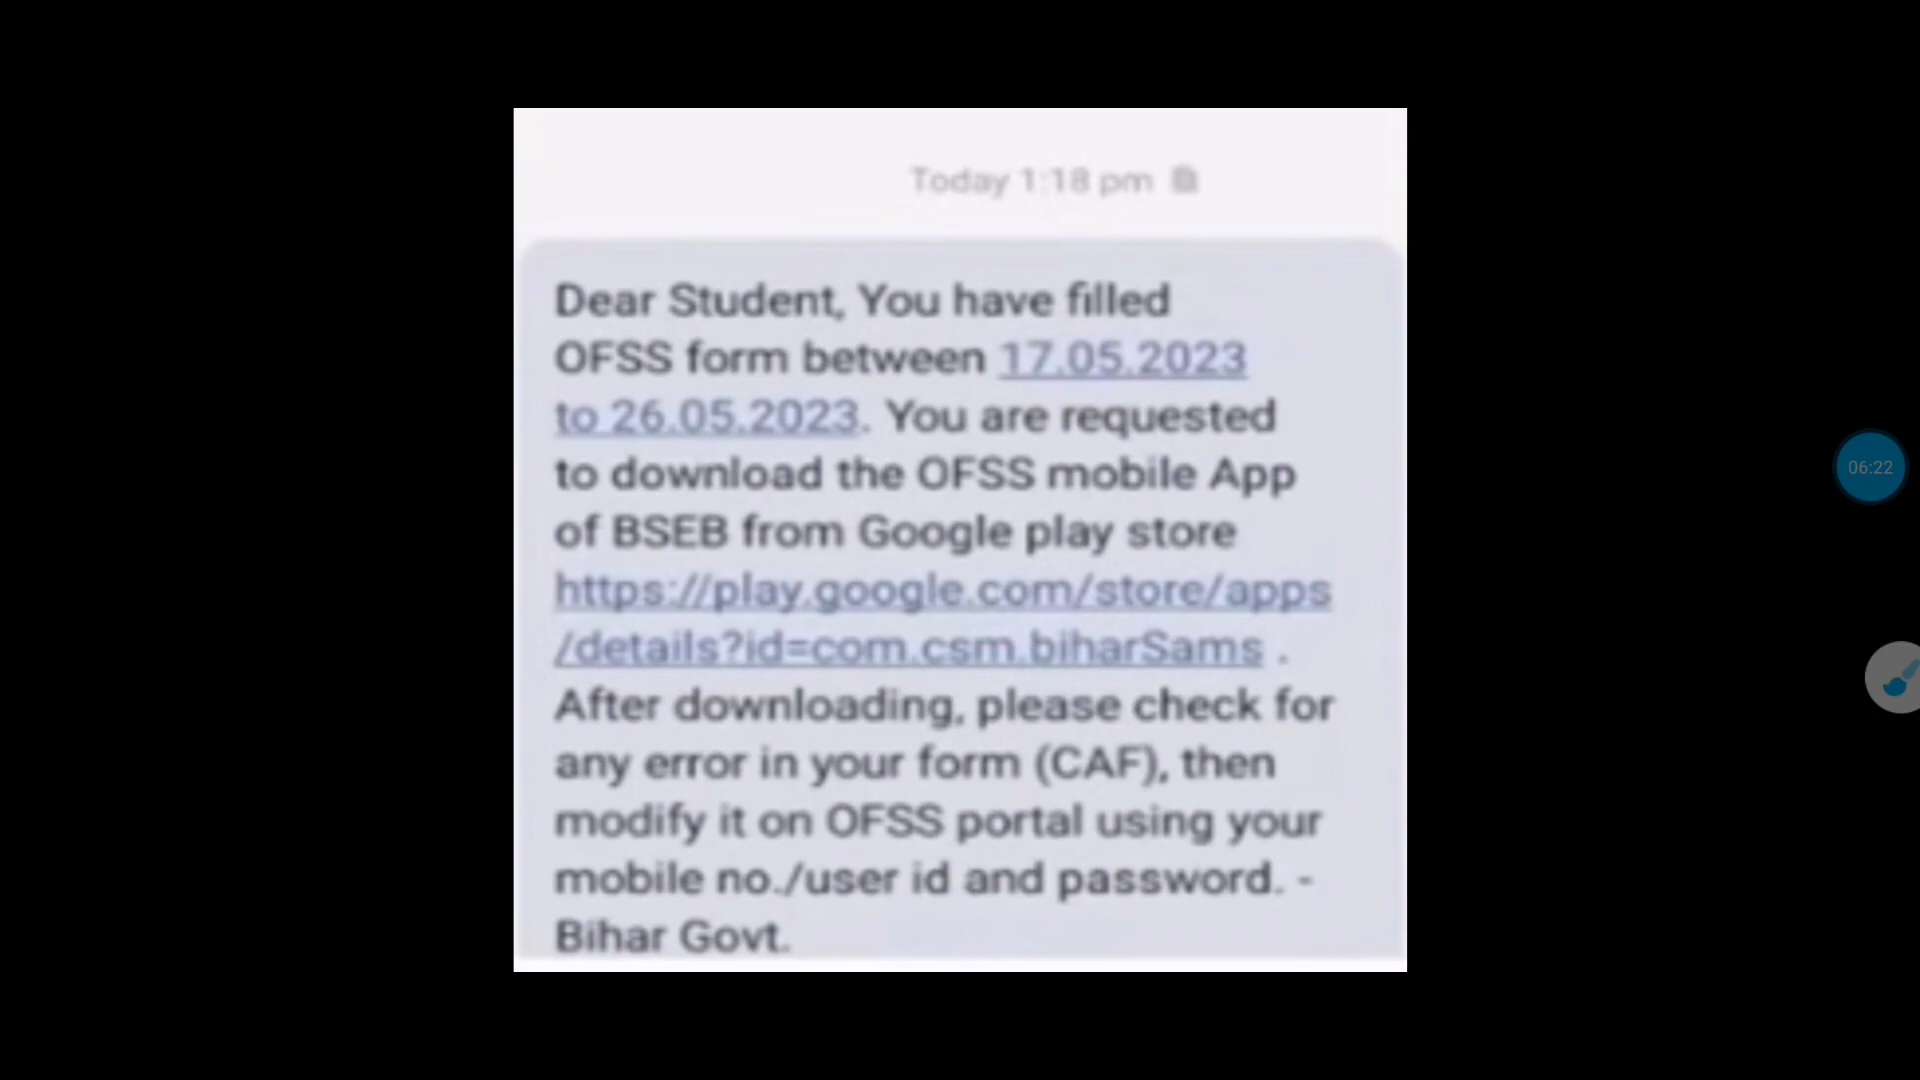 Today 1:18 pm
Dear Student, You have filled
OFSS form between 17.05.2023
to 26.05.2023. You are requested
to download the OFSS mobile App
of BSEB from Google play store
https://play.google.com/store/apps
/details?id=com.csm.biharSams .
After downloading, please check for
any error in your form (CAF), then
modify it on OFSS portal using your
mobile no./user id and password. -
Bihar Govt.
06:22